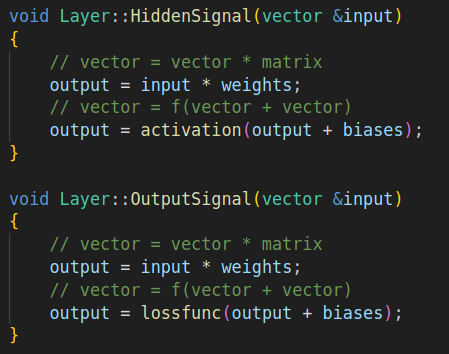 void Layer::HiddenSignal(vector &input)
{
    // vector = vector * matrix
    output = input * weights;
    // vector = f(vector + vector)
    output = activation(output + biases);
}

void Layer::OutputSignal(vector &input)
{
    // vector = vector * matrix
    output = input * weights;
    // vector = f(vector + vector)
    output = lossfunc(output + biases);
}